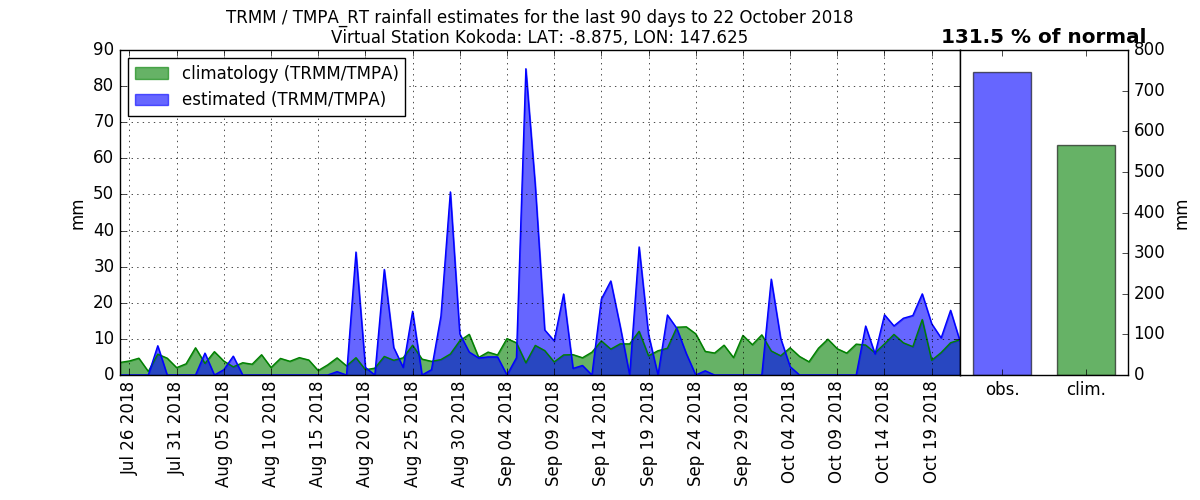 TRMM / TMPA_RT rainfall estimates for the last 90 days to 22 October 2018
Virtual Station Kokoda: LAT: -8.875, LON: 147.625
131.5 % of normal
climatology (TRMM/TMPA)
estimated (TRMM/TMPA)
90
80
70
60
50
40
30
20
10
0
mm
Jul 26 2018
Jul 31 2018
Aug 05 2018
Aug 10 2018
Aug 15 2018
Aug 20 2018
Aug 25 2018
Aug 30 2018
Sep 04 2018
Sep 09 2018
Sep 14 2018
Sep 19 2018
Sep 24 2018
Sep 29 2018
Oct 04 2018
Oct 09 2018
Oct 14 2018
Oct 19 2018
800
700
600
500
400
300
200
100
0
mm
obs.
clim.